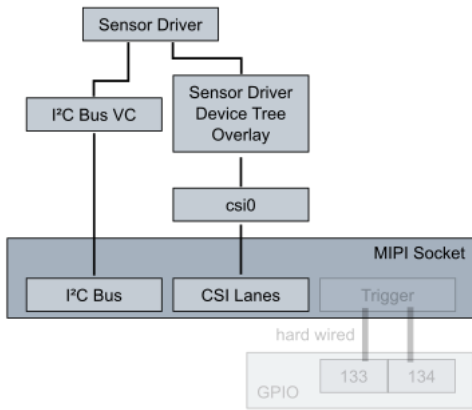 Sensor Driver
I²C Bus VC
Sensor Driver
Device Tree
Overlay
csi0
MIPI Socket
I²C Bus
CSI Lanes
Trigger
hard wired
133
134
GPIO